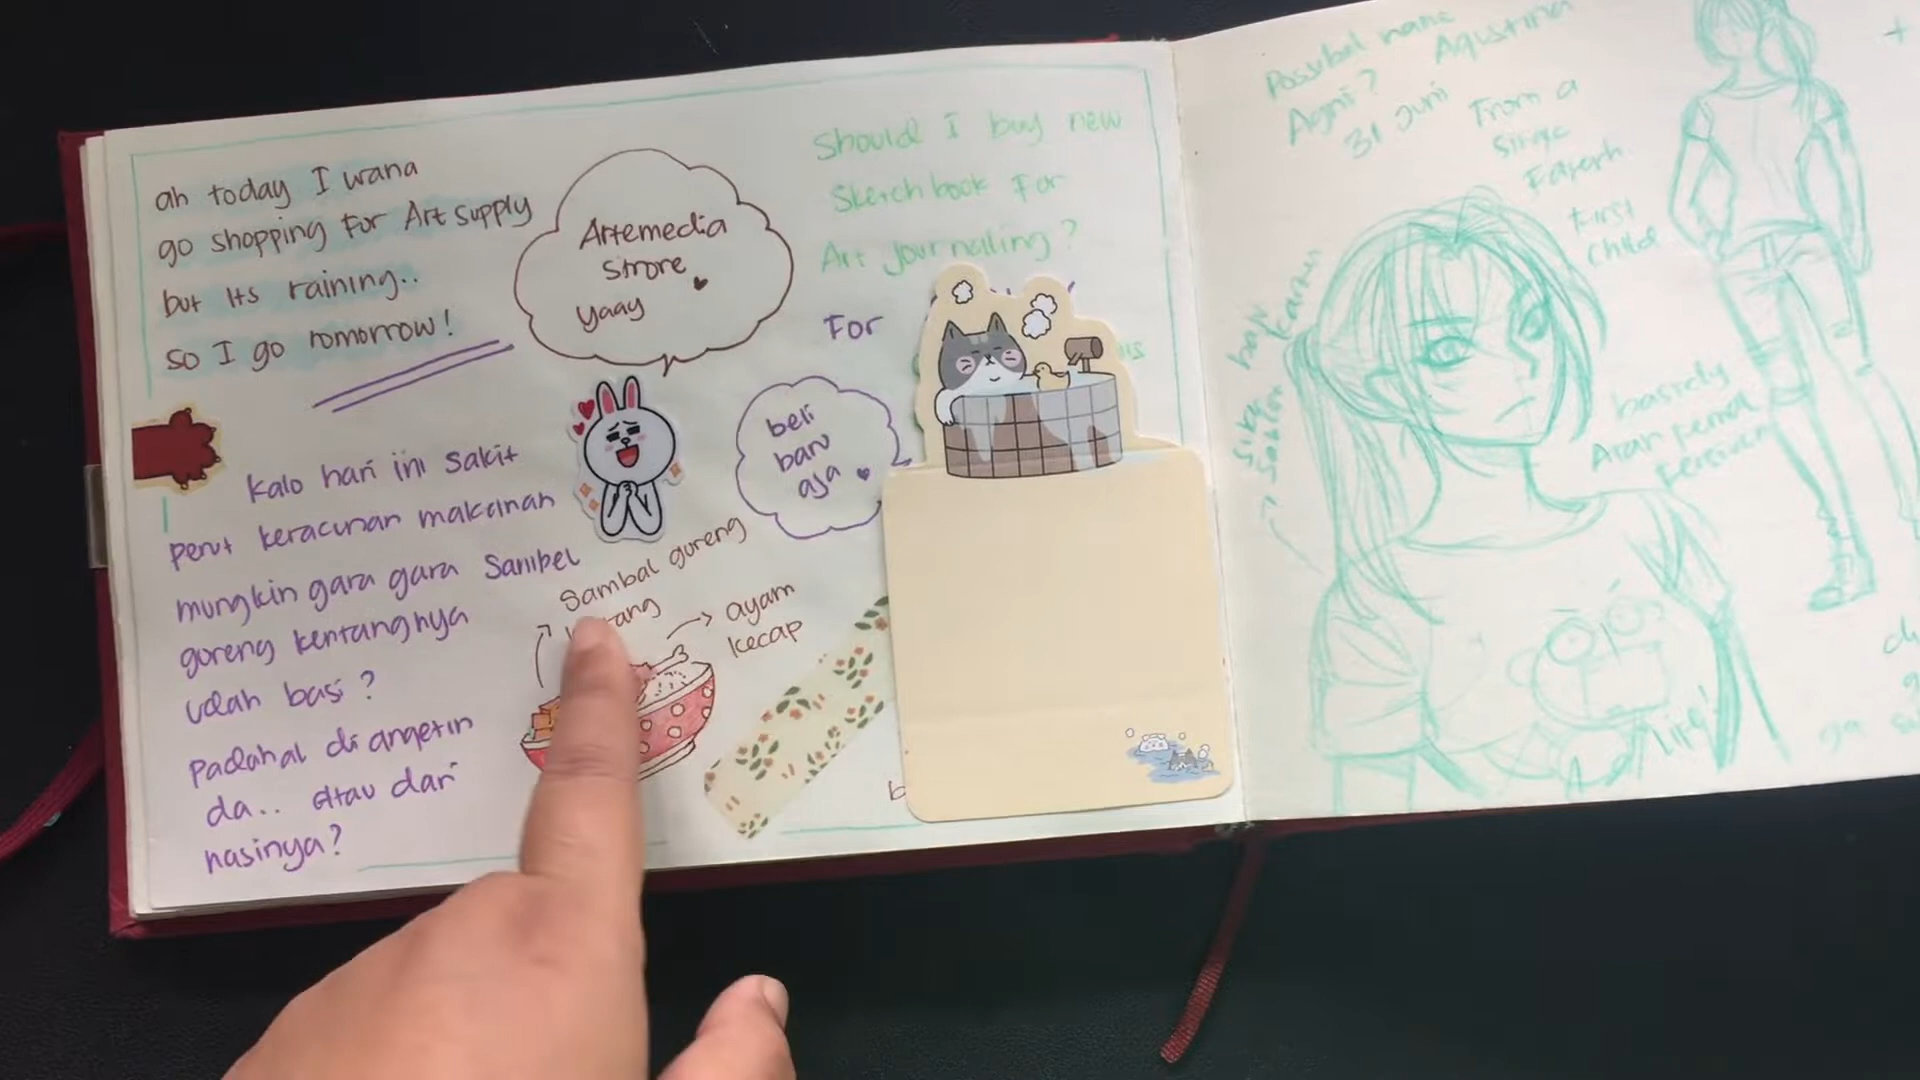 ah today I wana
go shopping for Art supply
but its raining..
so I go tomorrow!
Artemedia
strore
yaay
Should I buy new
Sketchbook For
Art journaling?
For
beli
baru
aja
kalo hari ini sakit
perut keracunan makanan
mungkin gara gara Sambel
goreng kentangnya
udah basi?
padahal di angetin
da.. atau dari
nasinya?
Sambal goreng
ayam
kecap
Possibel name
Agni? Agustina
31 Juni
From a
Single
First
Child